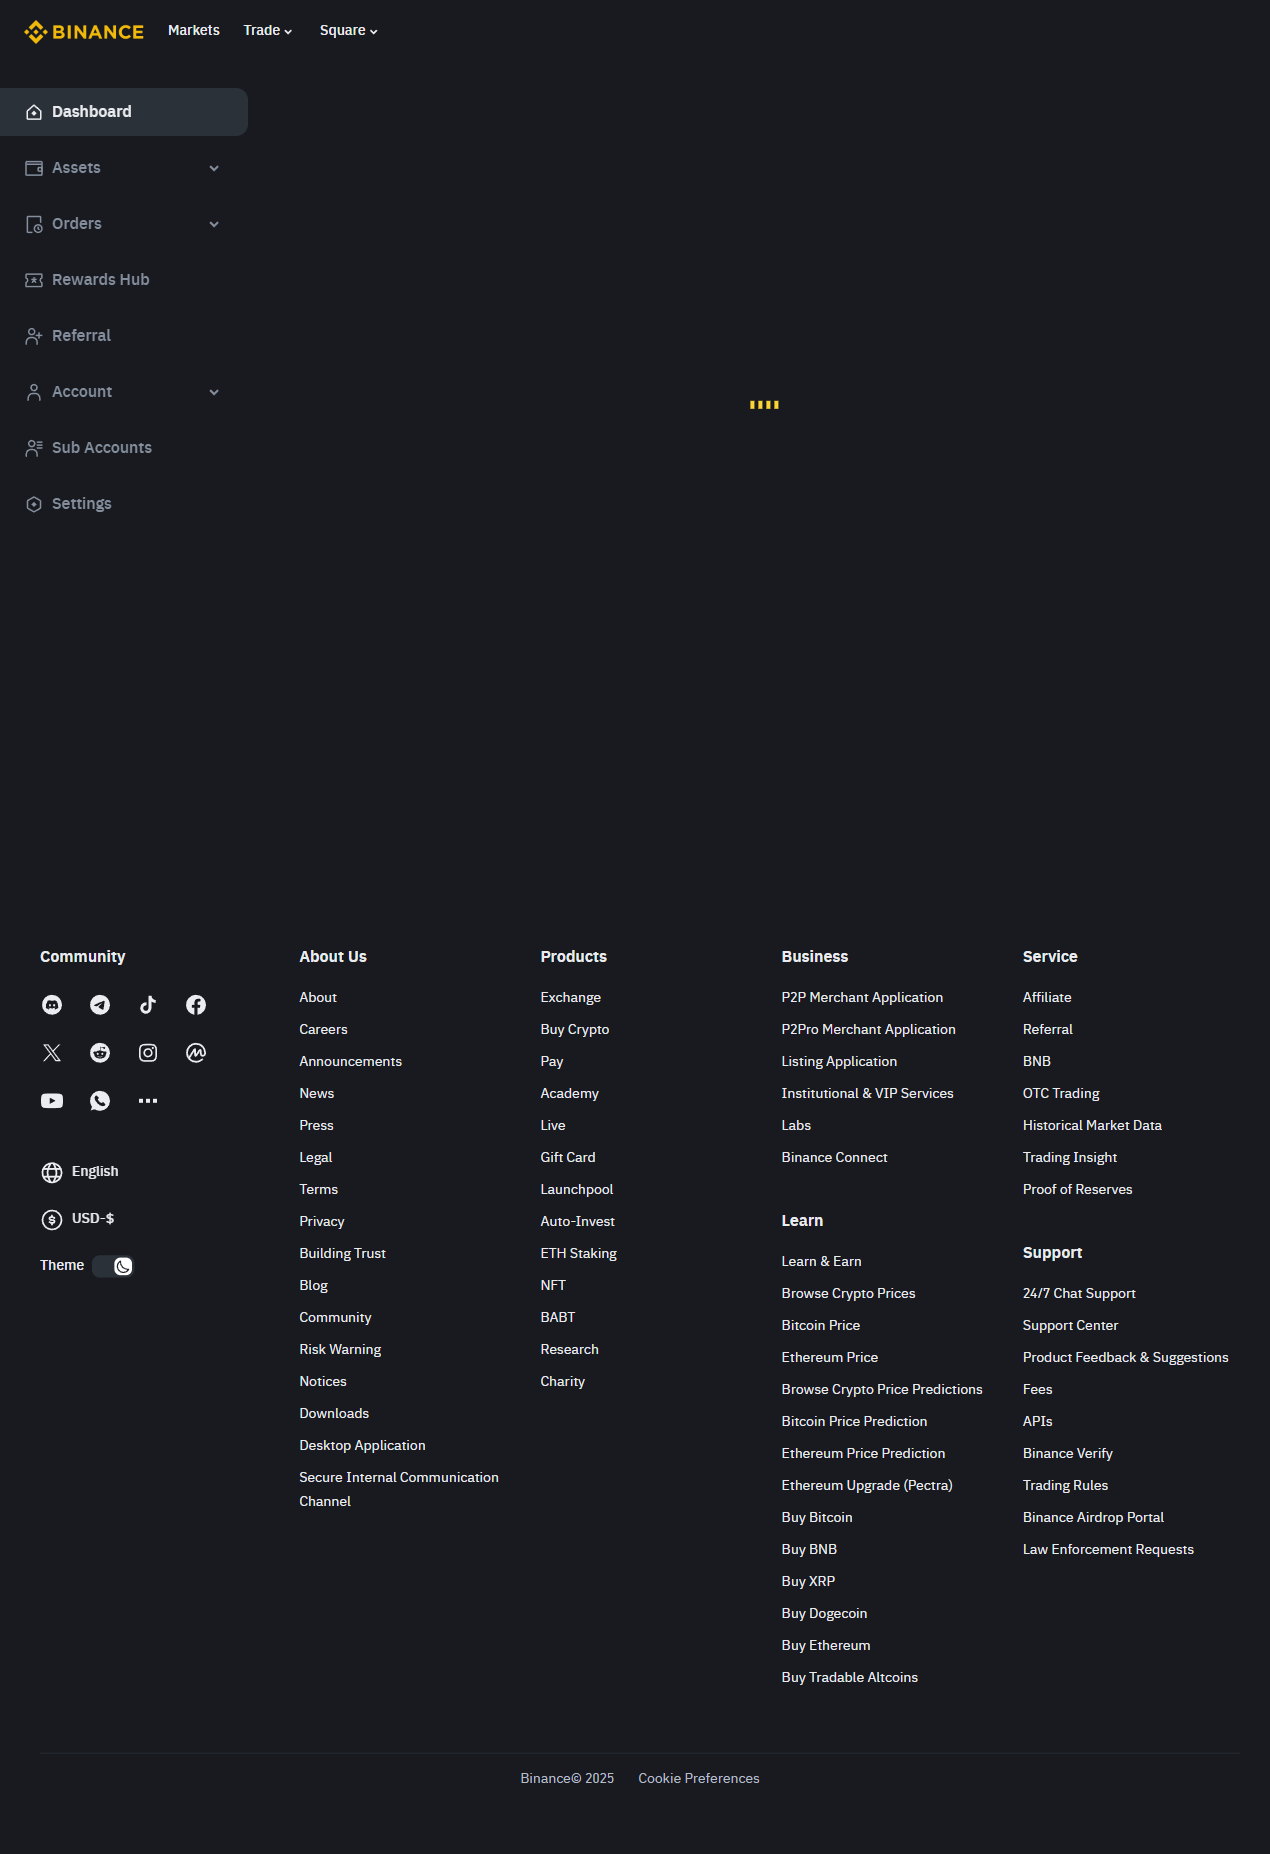 BINANCE
Markets
Trade
Square
Dashboard
Assets
Orders
Rewards Hub
Referral
Account
Sub Accounts
Settings
Community
English
USD-$
Theme
About Us
About
Careers
Announcements
News
Press
Legal
Terms
Privacy
Building Trust
Blog
Community
Risk Warning
Notices
Downloads
Desktop Application
Secure Internal Communication
Channel
Products
Exchange
Buy Crypto
Pay
Academy
Live
Gift Card
Launchpool
Auto-Invest
ETH Staking
NFT
BABT
Research
Charity
Business
P2P Merchant Application
P2Pro Merchant Application
Listing Application
Institutional & VIP Services
Labs
Binance Connect
Learn
Learn & Earn
Browse Crypto Prices
Bitcoin Price
Ethereum Price
Browse Crypto Price Predictions
Bitcoin Price Prediction
Ethereum Price Prediction
Ethereum Upgrade (Pectra)
Buy Bitcoin
Buy BNB
Buy XRP
Buy Dogecoin
Buy Ethereum
Buy Tradable Altcoins
Service
Affiliate
Referral
BNB
OTC Trading
Historical Market Data
Trading Insight
Proof of Reserves
Support
24/7 Chat Support
Support Center
Product Feedback & Suggestions
Fees
APIs
Binance Verify
Trading Rules
Binance Airdrop Portal
Law Enforcement Requests
Binance© 2025
Cookie Preferences